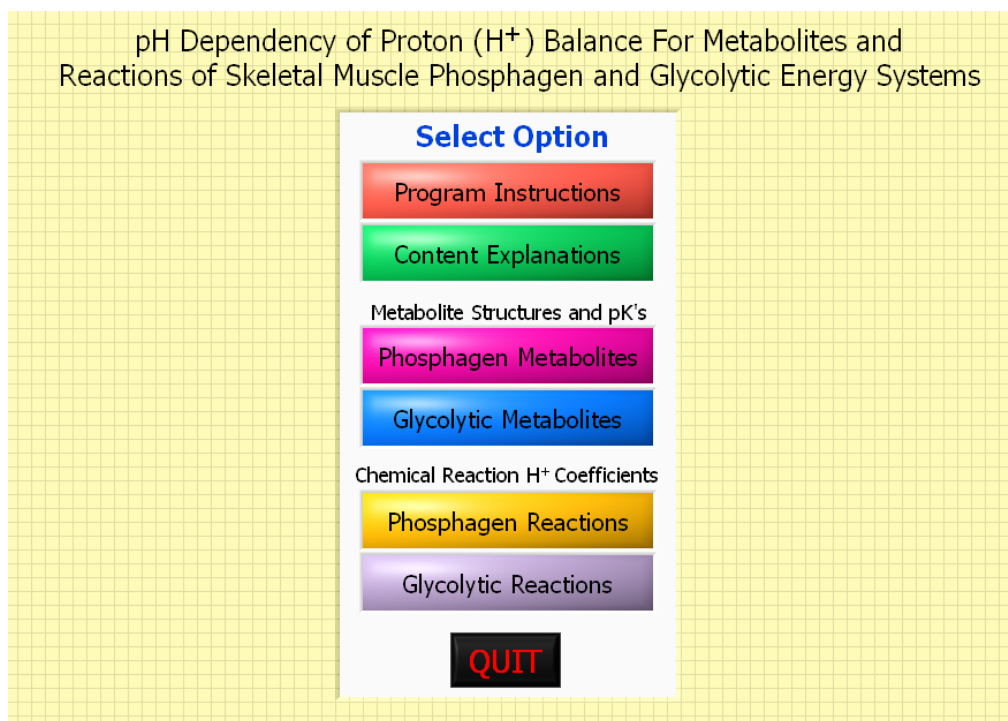 pH Dependency of Proton (H⁺) Balance For Metabolites and
Reactions of Skeletal Muscle Phosphagen and Glycolytic Energy Systems
Select Option
Program Instructions
Content Explanations
Metabolite Structures and pK's
Phosphagen Metabolites
Glycolytic Metabolites
Chemical Reaction H⁺ Coefficients
Phosphagen Reactions
Glycolytic Reactions
QUIT